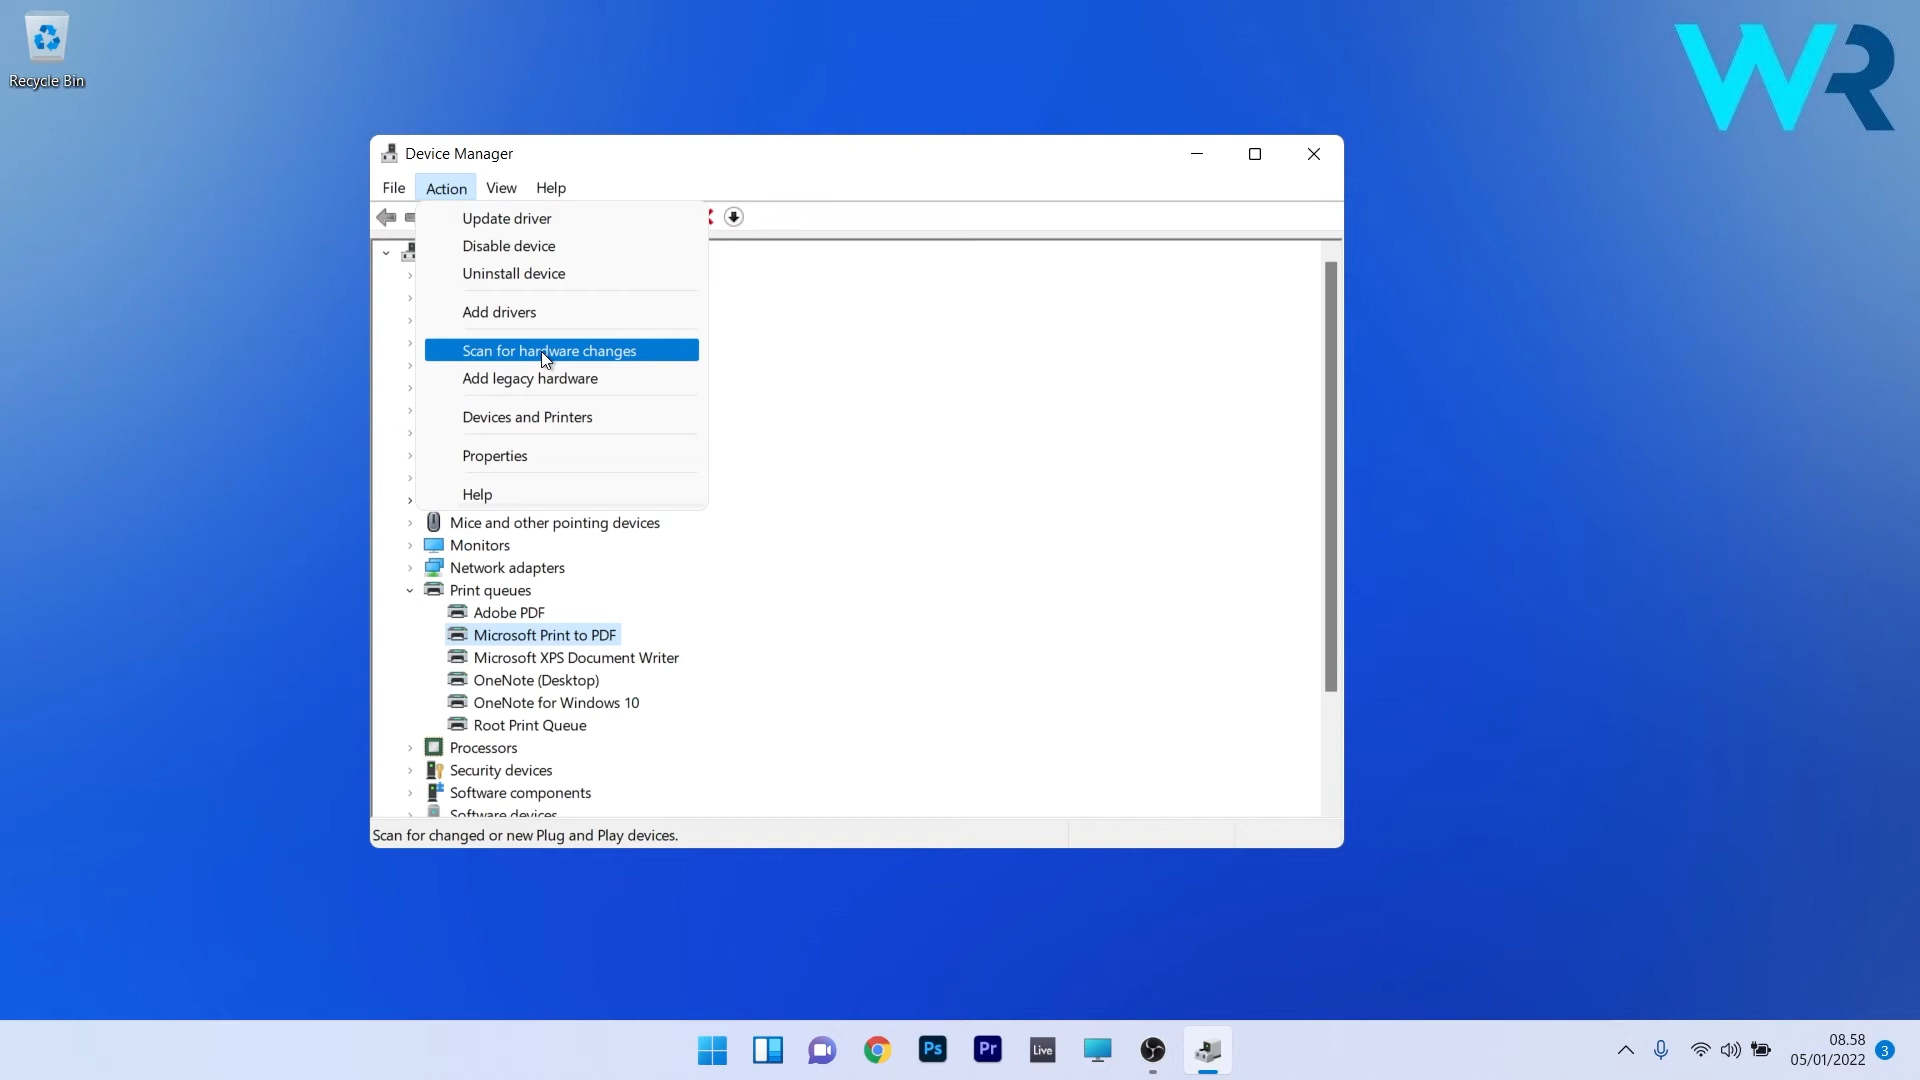 Recycle Bin
WR
Device Manager
File Action View Help
Update driver
Disable device
Uninstall device
Add drivers
Scan for hardware changes
Add legacy hardware
Devices and Printers
Properties
Help
Mice and other pointing devices
Monitors
Network adapters
Print queues
Adobe PDF
Microsoft Print to PDF
Microsoft XPS Document Writer
OneNote (Desktop)
OneNote for Windows 10
Root Print Queue
Processors
Security devices
Software components
Software devices
Scan for changed or new Plug and Play devices.
Ps Pr Live
08.58
05/01/2022
3